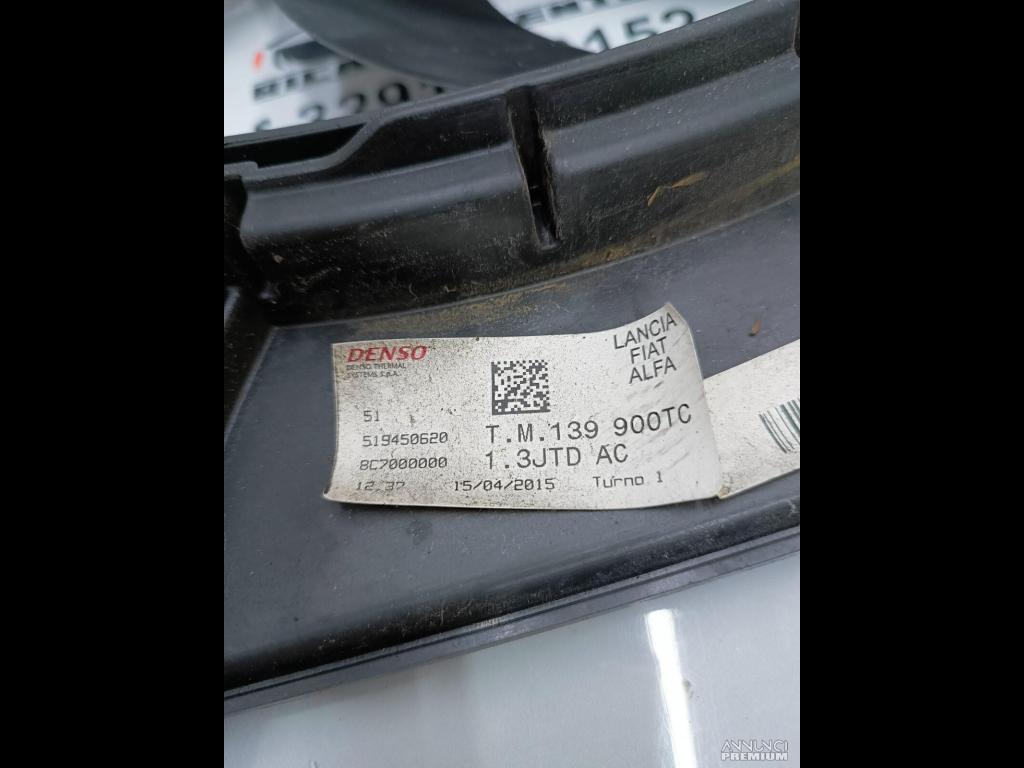 152
DENSO
DENSO THERMAL
SYSTEMS S.p.A.
LANCIA
FIAT
ALFA
51
519450620
8C7000000
T.M.139 900TC
1.3JTD AC
12.37
15/04/2015
Turno 1
ANNUNCI
PREMIUM